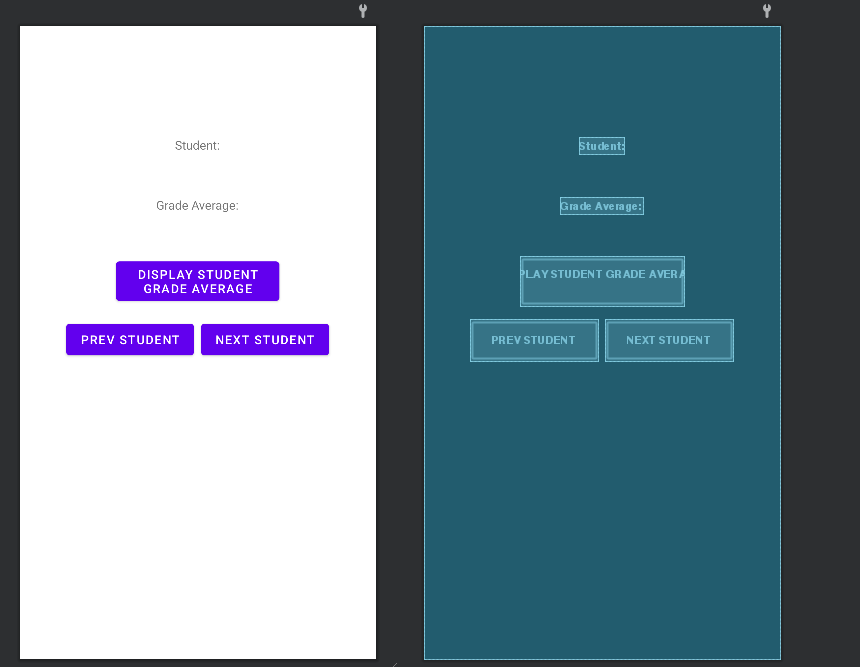 Student:
Grade Average:
DISPLAY STUDENT
GRADE AVERAGE
PREV STUDENT
NEXT STUDENT
Student:
Grade Average:
PLAY STUDENT GRADE AVERA
PREV STUDENT
NEXT STUDENT